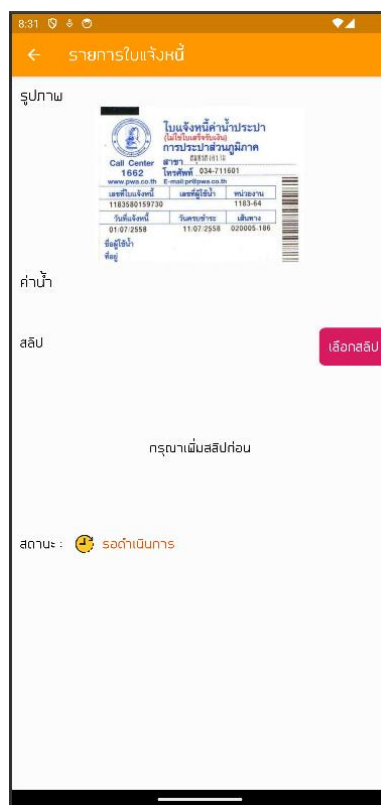 8:31
รายการใบแจ้งหนี้
รูปภาพ
ใบแจ้งหนี้ค่าน้ำประปา
(ไม่ใช่ใบเสร็จรับเงิน)
การประปาส่วนภูมิภาค
Call Center สาขา
1662 โทรศัพท์ 034-711601
www.pwa.co.th E-mail:pr@pwa.co.th
เลขที่ใบแจ้งหนี้ เลขที่ผู้ใช้น้ำ หน่วยงาน
1183580159730 1183-64
วันที่แจ้งหนี้ วันครบชำระ เส้นทาง
01/07/2558 11/07/2558 020005-186
ชื่อผู้ใช้น้ำ
ที่อยู่
ค่าน้ำ
สลิป เลือกสลิป
กรุณาเพิ่มสลิปก่อน
สถานะ : รอดำเนินการ